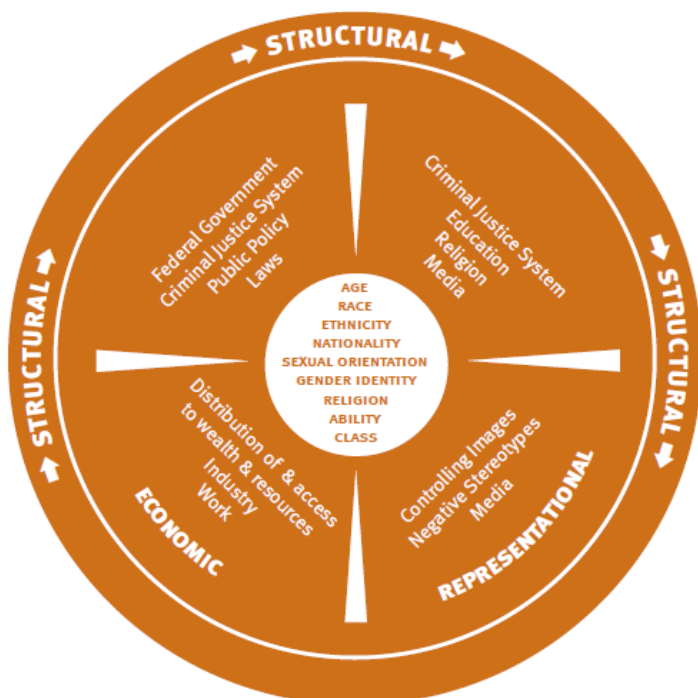 STRUCTURAL
Federal Government
Criminal Justice System
Public Policy
Laws
Criminal Justice System
Education
Religion
Media
STRUCTURAL
STRUCTURAL
AGE
RACE
ETHNICITY
NATIONALITY
SEXUAL ORIENTATION
GENDER IDENTITY
RELIGION
ABILITY
CLASS
Distribution of & access
to wealth & resources
Industry
Work
ECONOMIC
Controlling Images
Negative Stereotypes
Media
REPRESENTATIONAL